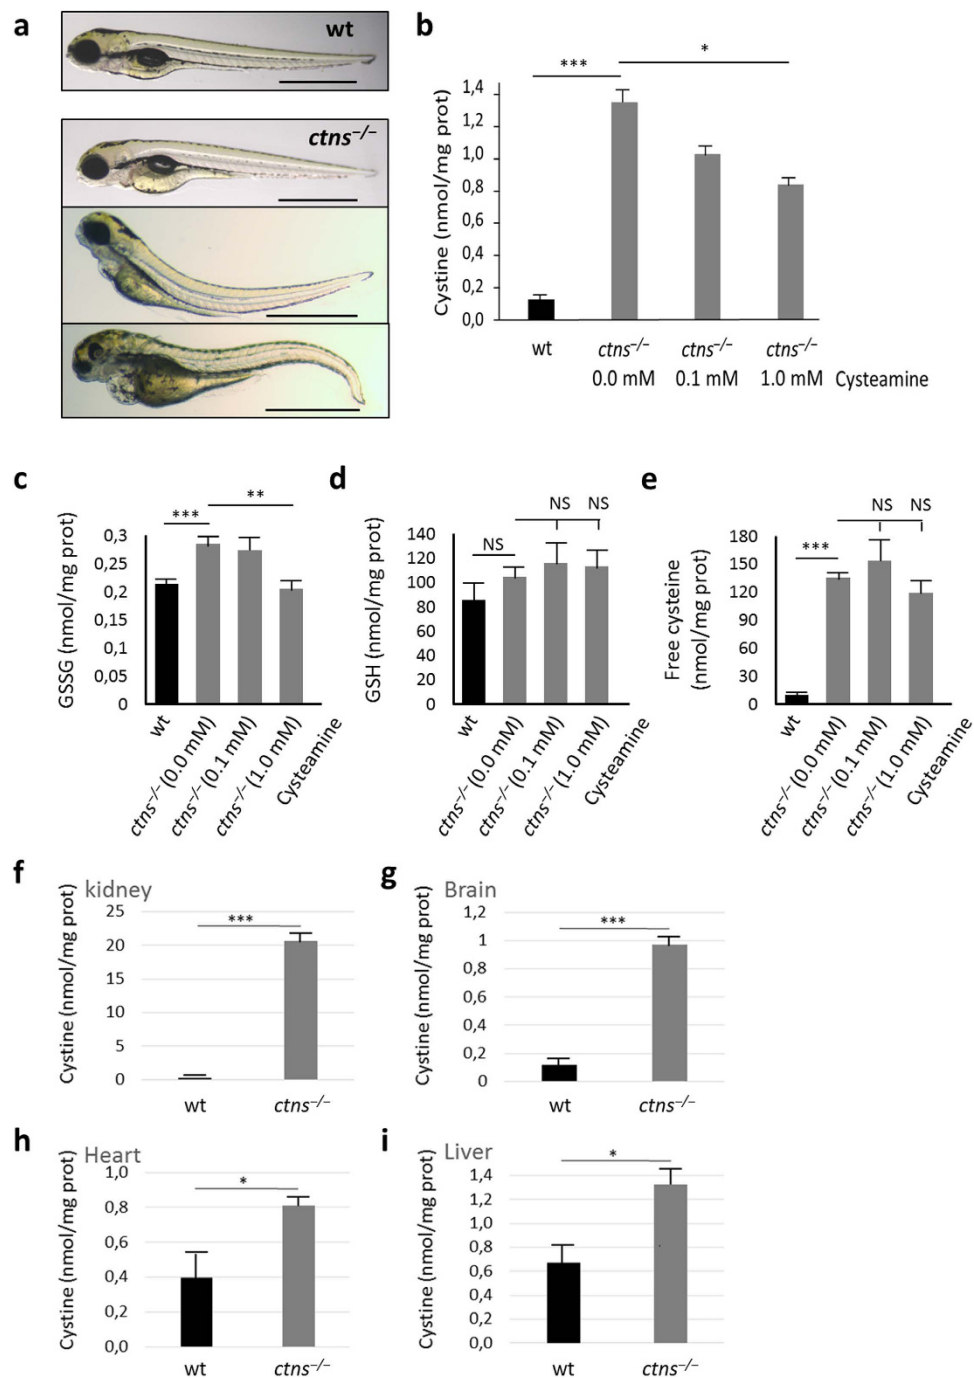 a
wt
ctns−/−
b
***
*
Cystine (nmol/mg prot)
1,4
1,2
1,0
0,8
0,6
0,4
0,2
0,0
wt
ctns−/− ctns−/− ctns−/−
0.0 mM 0.1 mM 1.0 mM Cysteamine
c
***
**
GSSG (nmol/mg prot)
0,3
0,25
0,2
0,15
0,1
0,05
0
wt
ctns−/− (0.0 mM)
ctns−/− (0.1 mM)
ctns−/− (1.0 mM)
Cysteamine
d
NS NS
NS
GSH (nmol/mg prot)
140
120
100
80
60
40
20
0
wt
ctns−/− (0.0 mM)
ctns−/− (0.1 mM)
ctns−/− (1.0 mM)
Cysteamine
e
NS NS
***
Free cysteine
(nmol/mg prot)
180
150
120
90
60
30
0
wt
ctns−/− (0.0 mM)
ctns−/− (0.1 mM)
ctns−/− (1.0 mM)
Cysteamine
f
kidney
***
Cystine (nmol/mg prot)
25
20
15
10
5
0
wt ctns−/−
g
Brain
***
Cystine (nmol/mg prot)
1,2
1
0,8
0,6
0,4
0,2
0
wt ctns−/−
h
Heart
*
Cystine (nmol/mg prot)
1,0
0,8
0,6
0,4
0,2
0,0
wt ctns−/−
i
Liver
*
Cystine (nmol/mg prot)
1,4
1,2
1,0
0,8
0,6
0,4
0,2
0,0
wt ctns−/−